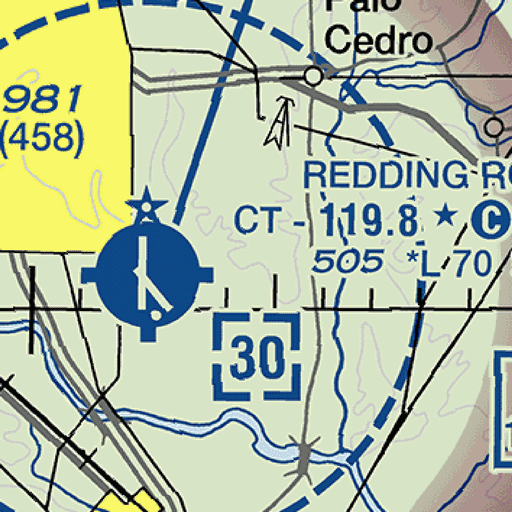 Palo
Cedro
981
(458)
REDDING R
CT - 119.8 ★ C
505 *L 70
30